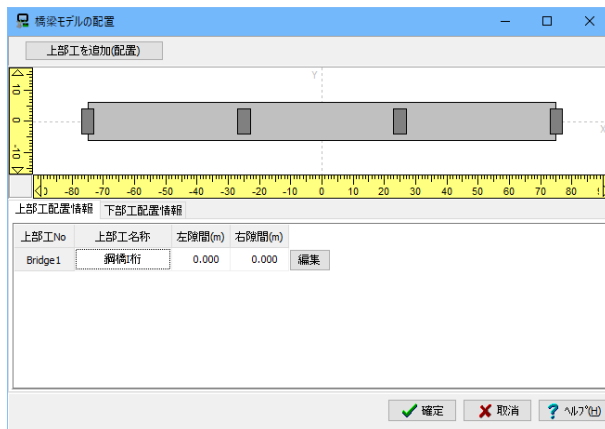 橋梁モデルの配置
上部工を追加(配置)
Y
X
10
0
-10
-80 -70 -60 -50 -40 -30 -20 -10 0 10 20 30 40 50 60 70 80
上部工配置情報 下部工配置情報
上部工No 上部工名称 左隙間(m) 右隙間(m)
Bridge1 鋼橋I桁 0.000 0.000 編集
確定 取消 ヘルプ(H)